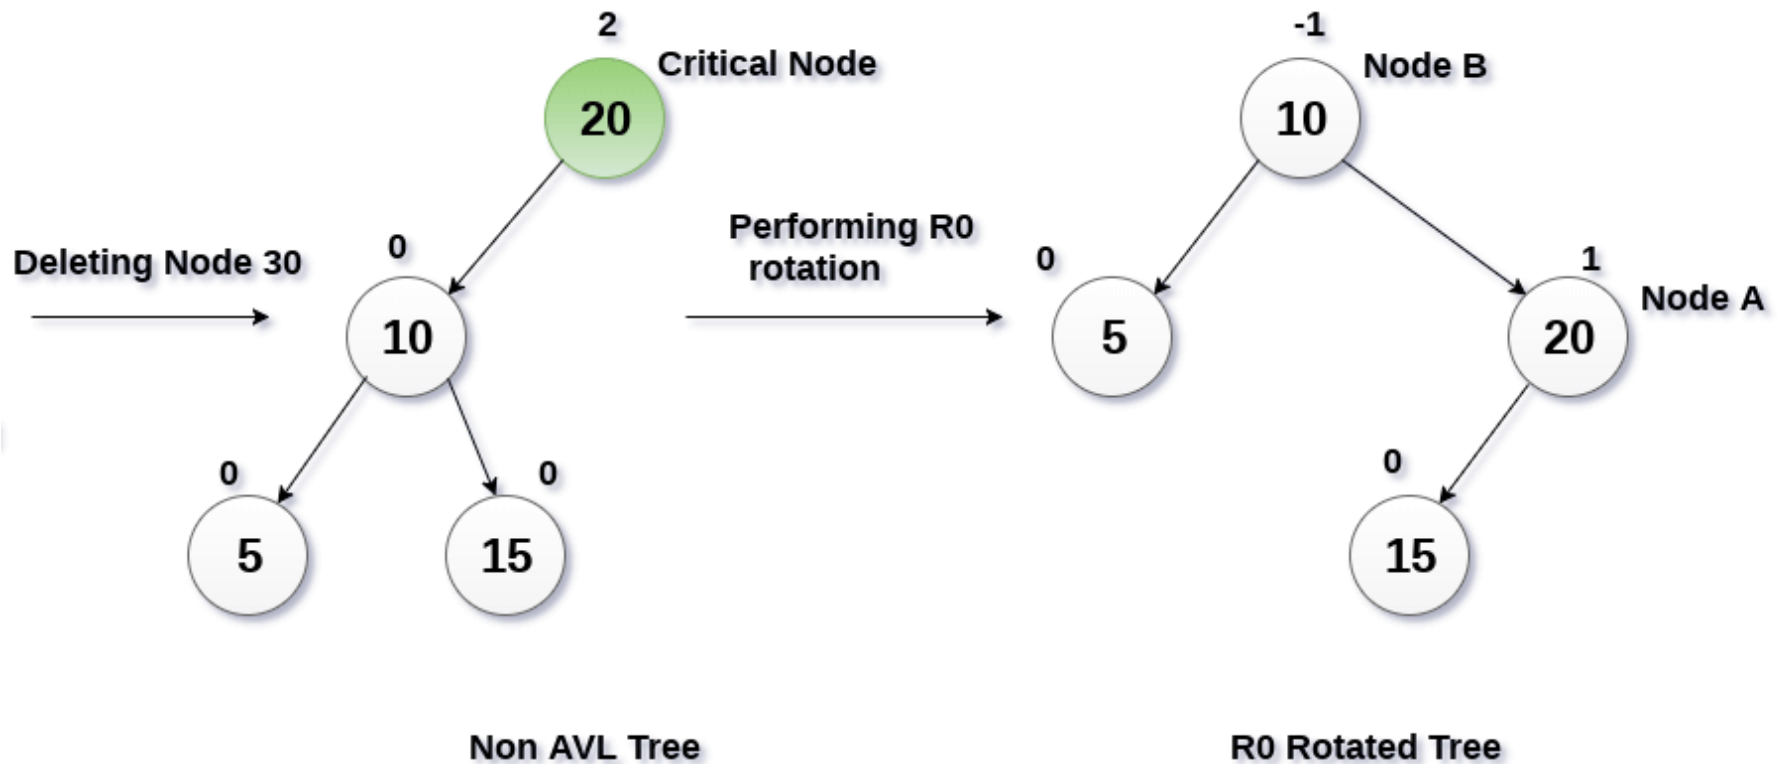 2
Critical Node
20
-1
Node B
10
Deleting Node 30
0
10
Performing R0
rotation
0
5
1
Node A
20
0
5
0
15
0
15
Non AVL Tree
R0 Rotated Tree